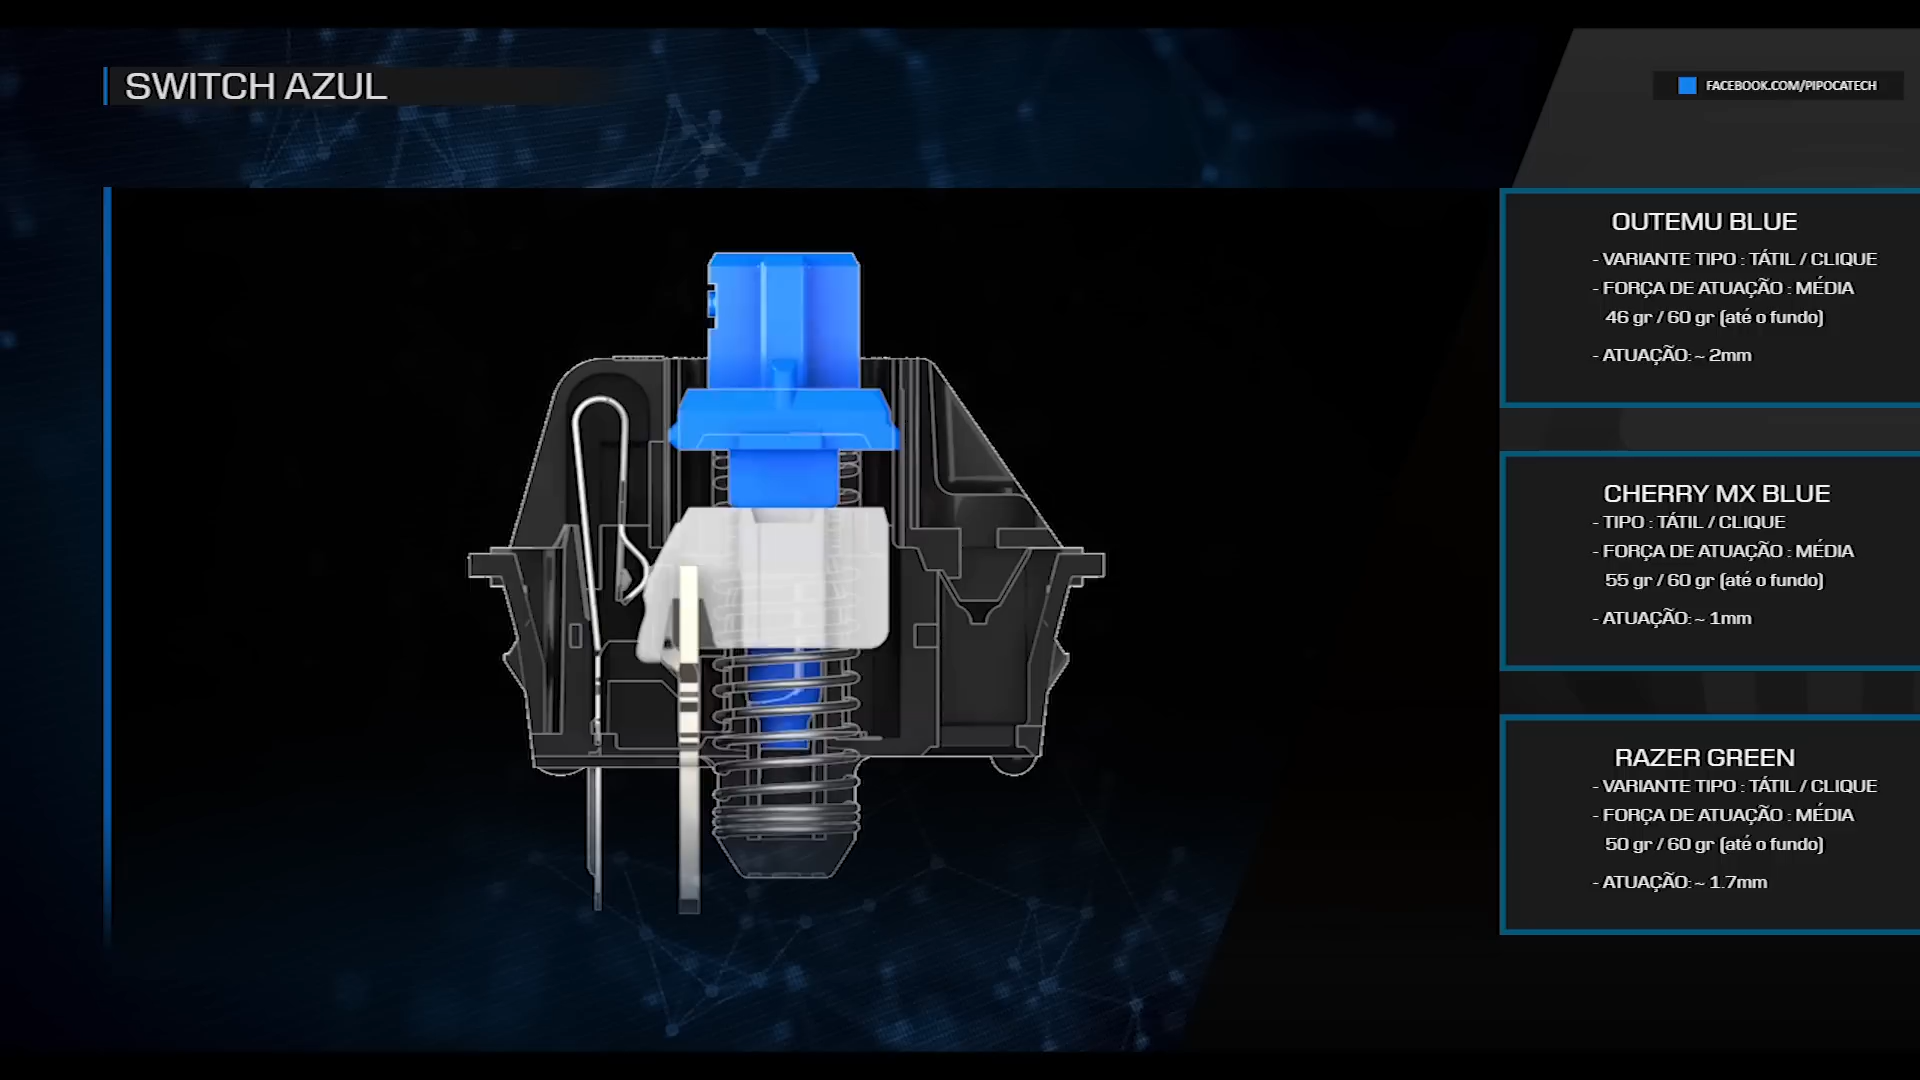 SWITCH AZUL
FACEBOOK.COM/PIPOCATECH
OUTEMU BLUE
- VARIANTE TIPO : TÁTIL / CLIQUE
- FORÇA DE ATUAÇÃO : MÉDIA
46 gr / 60 gr (até o fundo)
- ATUAÇÃO: ~ 2mm
CHERRY MX BLUE
- TIPO : TÁTIL / CLIQUE
- FORÇA DE ATUAÇÃO : MÉDIA
55 gr / 60 gr (até o fundo)
- ATUAÇÃO: ~ 1mm
RAZER GREEN
- VARIANTE TIPO : TÁTIL / CLIQUE
- FORÇA DE ATUAÇÃO : MÉDIA
50 gr / 60 gr (até o fundo)
- ATUAÇÃO: ~ 1.7mm